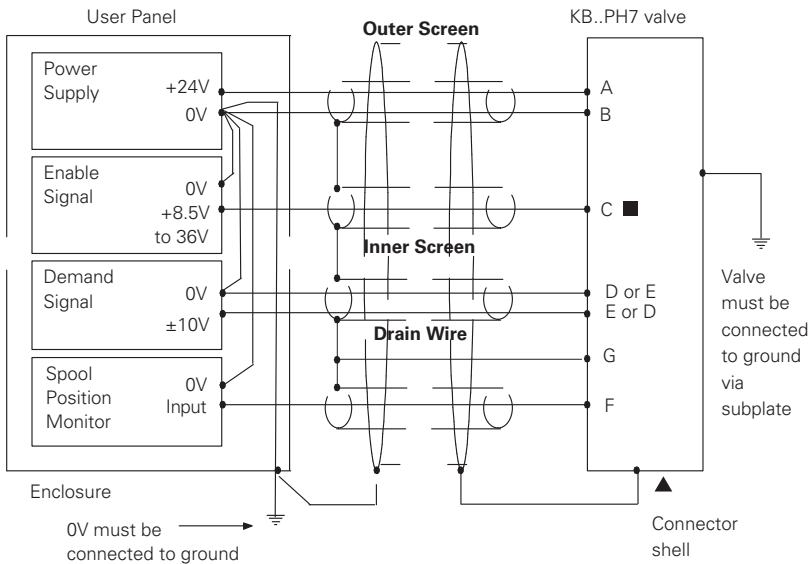 User Panel
Outer Screen
KB..PH7 valve
Power
Supply
+24V
0V
A
B
Enable
Signal
0V
+8.5V
to 36V
C
Inner Screen
Demand
Signal
0V
±10V
D or E
E or D
Drain Wire
G
Spool
Position
Monitor
0V
Input
F
Valve
must be
connected
to ground
via
subplate
Enclosure
0V must be
connected to ground
Connector
shell